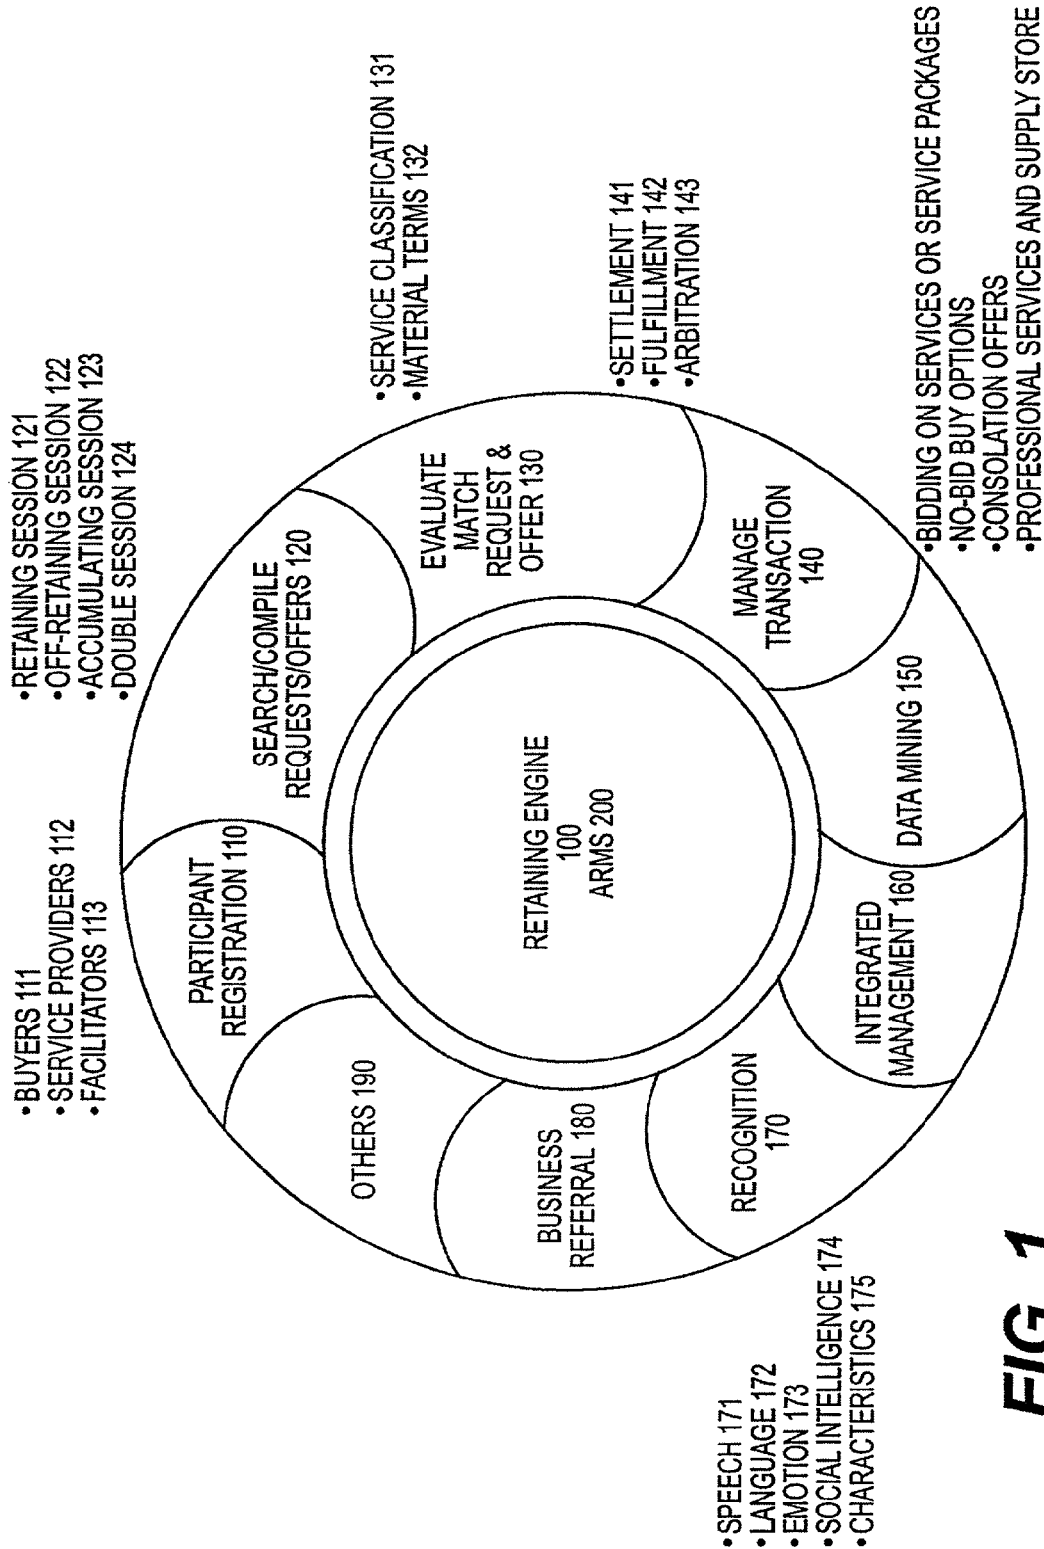 •BUYERS 111
•SERVICE PROVIDERS 112
•FACILITATORS 113
•RETAINING SESSION 121
•OFF-RETAINING SESSION 122
•ACCUMULATING SESSION 123
•DOUBLE SESSION 124
•SERVICE CLASSIFICATION 131
•MATERIAL TERMS 132
•SETTLEMENT 141
•FULFILLMENT 142
•ARBITRATION 143
•BIDDING ON SERVICES OR SERVICE PACKAGES
•NO-BID BUY OPTIONS
•CONSOLATION OFFERS
•PROFESSIONAL SERVICES AND SUPPLY STORE
PARTICIPANT
REGISTRATION 110
SEARCH/COMPILE
REQUESTS/OFFERS 120
EVALUATE
MATCH
REQUEST &
OFFER 130
MANAGE
TRANSACTION
140
DATA MINING 150
INTEGRATED
MANAGEMENT 160
RECOGNITION
170
BUSINESS
REFERRAL 180
OTHERS 190
RETAINING ENGINE
100
ARMS 200
•SPEECH 171
•LANGUAGE 172
•EMOTION 173
•SOCIAL INTELLIGENCE 174
•CHARACTERISTICS 175
FIG_1